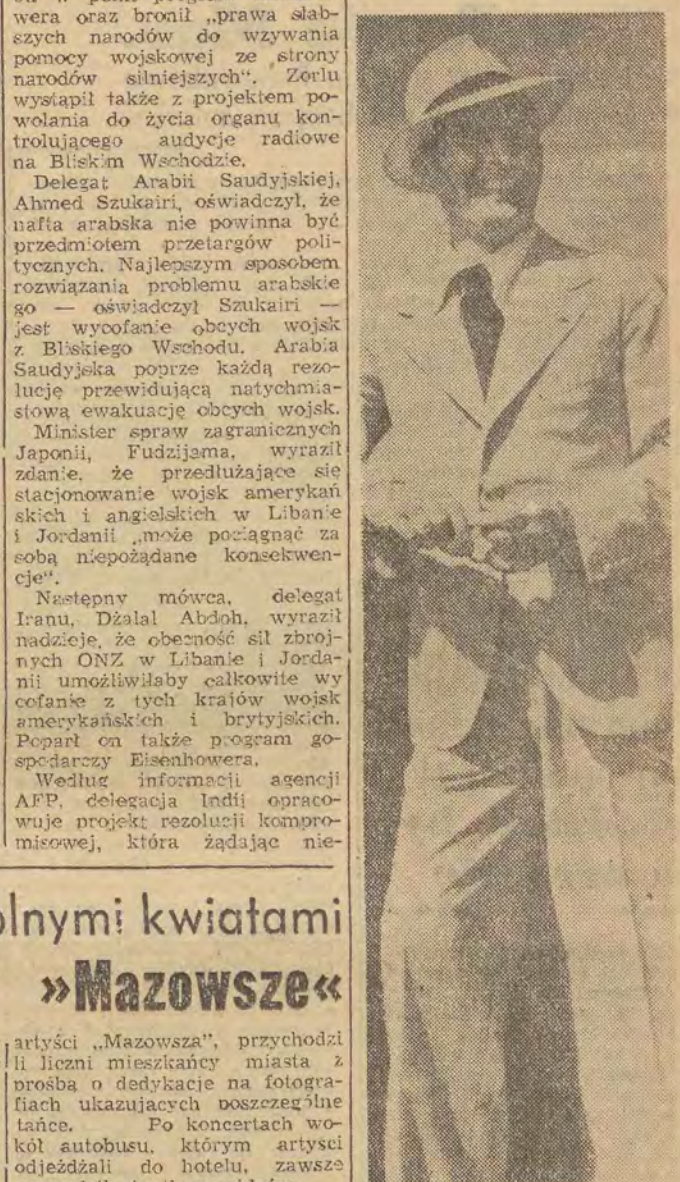 wera oraz bronił „prawa słab-
szych narodów do wzywania
pomocy wojskowej ze strony
narodów silniejszych“. Zorlu
wystąpił także z projektem po-
wołania do życia organu kon-
trolującego audycje radiowe
na Bliskim Wschodzie.
Delegat Arabii Saudyjskiej,
Ahmed Szukairi, oświadczył, że
nafta arabska nie powinna być
przedmiotem przetargów poli-
tycznych. Najlepszym sposobem
rozwiązania problemu arabskie
go — oświadczył Szukairi —
jest wycofanie obcych wojsk
z Bliskiego Wschodu. Arabia
Saudyjska poprze każdą rezo-
lucję przewidującą natychmia-
stową ewakuację obcych wojsk.
Minister spraw zagranicznych
Japonii, Fudzijama, wyraził
zdanie, że przedłużające się
stacjonowanie wojsk amerykań
skich i angielskich w Libanie
i Jordanii „może pociągnąć za
sobą niepożądane konsekwen-
cje“.
Następny mówca, delegat
Iranu, Dżalal Abdoh, wyraził
nadzieję, że obecność sił zbroj-
nych ONZ w Libanie i Jorda-
nii umożliwiłaby całkowite wy
cofanie z tych krajów wojsk
amerykańskich i brytyjskich.
Poparł on także program go-
spodarczy Eisenhowera.
Według informacji agencji
AFP, delegacja Indii opraco-
wuje projekt rezolucji kompro-
misowej, która żądając nie-
olnymi kwiatami
»Mazowsze«
artyści „Mazowsza”, przychodzi
li liczni mieszkańcy miasta z
prośbą o dedykacje na fotogra-
fiach ukazujących poszczególne
tańce. Po koncertach wo-
kół autobusu, którym artyści
odjeżdżali do hotelu, zawsze